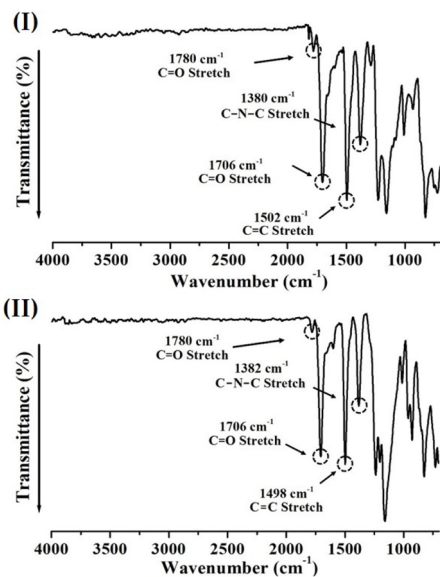 (I)
1780 cm⁻¹
C=O Stretch
1380 cm⁻¹
C−N−C Stretch
1706 cm⁻¹
C=O Stretch
1502 cm⁻¹
C=C Stretch
Transmittance (%)
4000 3500 3000 2500 2000 1500 1000
Wavenumber (cm⁻¹)
(II)
1780 cm⁻¹
C=O Stretch
1382 cm⁻¹
C−N−C Stretch
1706 cm⁻¹
C=O Stretch
1498 cm⁻¹
C=C Stretch
Transmittance (%)
4000 3500 3000 2500 2000 1500 1000
Wavenumber (cm⁻¹)